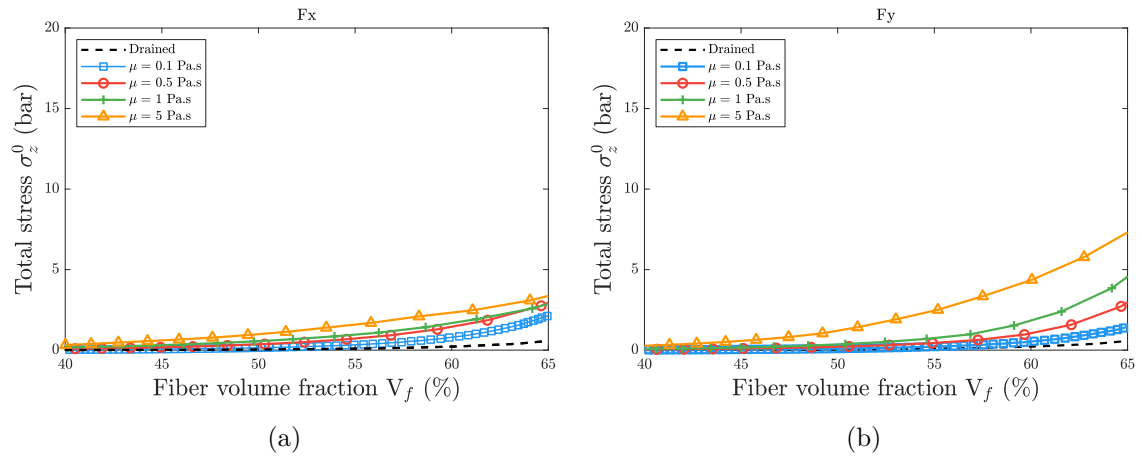 Fx
20
15
10
5
0
Total stress σ_z^0 (bar)
Drained
μ = 0.1 Pa.s
μ = 0.5 Pa.s
μ = 1 Pa.s
μ = 5 Pa.s
40 45 50 55 60 65
Fiber volume fraction V_f (%)
(a)
Fy
20
15
10
5
0
Total stress σ_z^0 (bar)
Drained
μ = 0.1 Pa.s
μ = 0.5 Pa.s
μ = 1 Pa.s
μ = 5 Pa.s
40 45 50 55 60 65
Fiber volume fraction V_f (%)
(b)